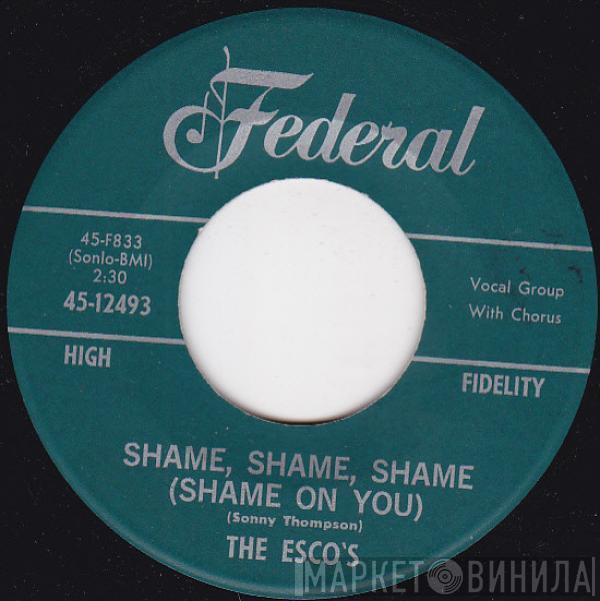 Federal
45-F833
(Sonlo-BMI)
2:30
45-12493
Vocal Group
With Chorus
HIGH
FIDELITY
SHAME, SHAME, SHAME
(SHAME ON YOU)
(Sonny Thompson)
THE ESCO'S
МАРКЕТ ВИНИЛА